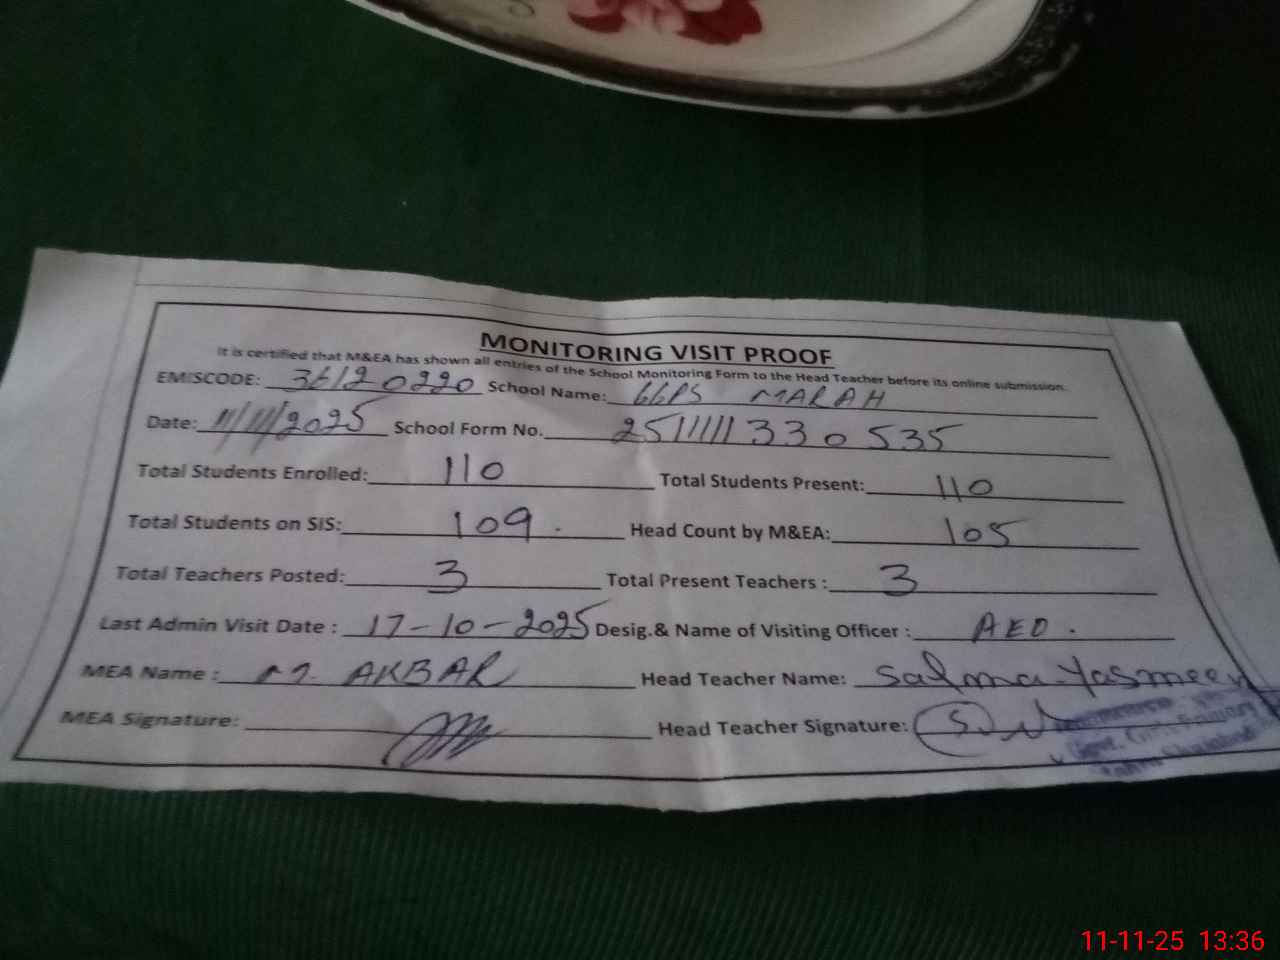 MONITORING VISIT PROOF
It is certified that M&EA has shown all entries of the School Monitoring Form to the Head Teacher before its online submission.
EMISCODE: 36120220 School Name: GGPS MARAH
Date: 11/11/2025 School Form No. 251111330535
Total Students Enrolled: 110 Total Students Present: 110
Total Students on SIS: 109. Head Count by M&EA: 105
Total Teachers Posted: 3 Total Present Teachers : 3
Last Admin Visit Date : 17-10-2025 Desig.& Name of Visiting Officer : AEO.
MEA Name : M. AKBAR Head Teacher Name: Salma Yasmeen
MEA Signature: Head Teacher Signature:
Govt.
11-11-25 13:36